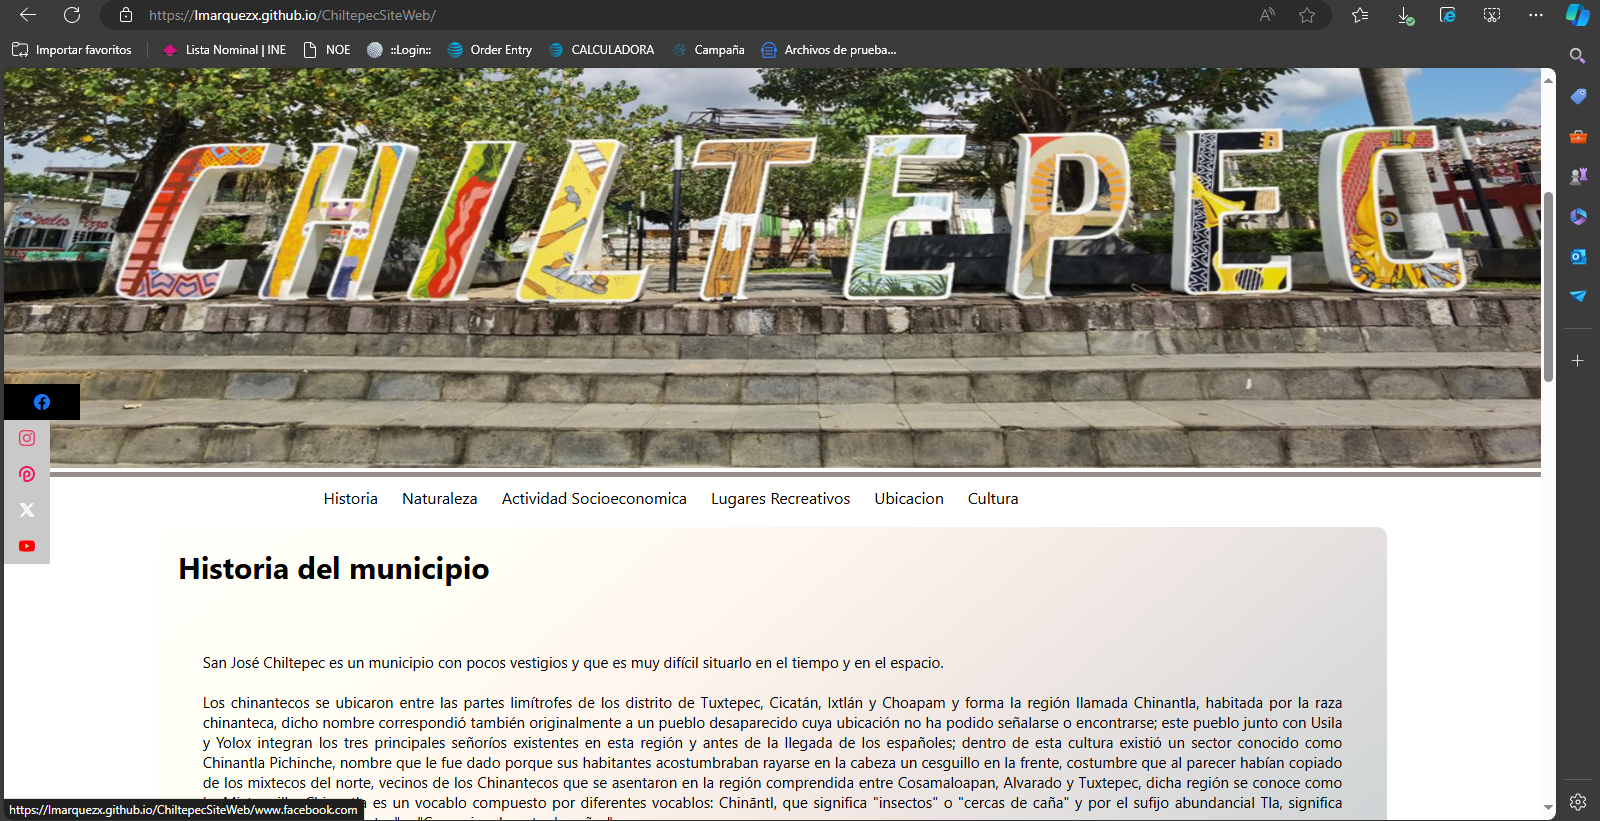 https://lmarquezx.github.io/ChiltepecSiteWeb/
Importar favoritos
Lista Nominal | INE
NOE
::Login::
Order Entry
CALCULADORA
Campaña
Archivos de prueba...
CHILTEPEC
Historia
Naturaleza
Actividad Socioeconomica
Lugares Recreativos
Ubicacion
Cultura
Historia del municipio
San José Chiltepec es un municipio con pocos vestigios y que es muy difícil situarlo en el tiempo y en el espacio.
Los chinantecos se ubicaron entre las partes limítrofes de los distrito de Tuxtepec, Cicatán, Ixtlán y Choapam y forma la región llamada Chinantla, habitada por la raza
chinanteca, dicho nombre correspondió también originalmente a un pueblo desaparecido cuya ubicación no ha podido señalarse o encontrarse; este pueblo junto con Usila
y Yolox integran los tres principales señoríos existentes en esta región y antes de la llegada de los españoles; dentro de esta cultura existió un sector conocido como
Chinantla Pichinche, nombre que le fue dado porque sus habitantes acostumbraban rayarse en la cabeza un cesguillo en la frente, costumbre que al parecer habían copiado
de los mixtecos del norte, vecinos de los Chinantecos que se asentaron en la región comprendida entre Cosamaloapan, Alvarado y Tuxtepec, dicha región se conoce como
es un vocablo compuesto por diferentes vocablos: Chinãntl, que significa "insectos" o "cercas de caña" y por el sufijo abundancial Tla, significa
https://lmarquezx.github.io/ChiltepecSiteWeb/www.facebook.com